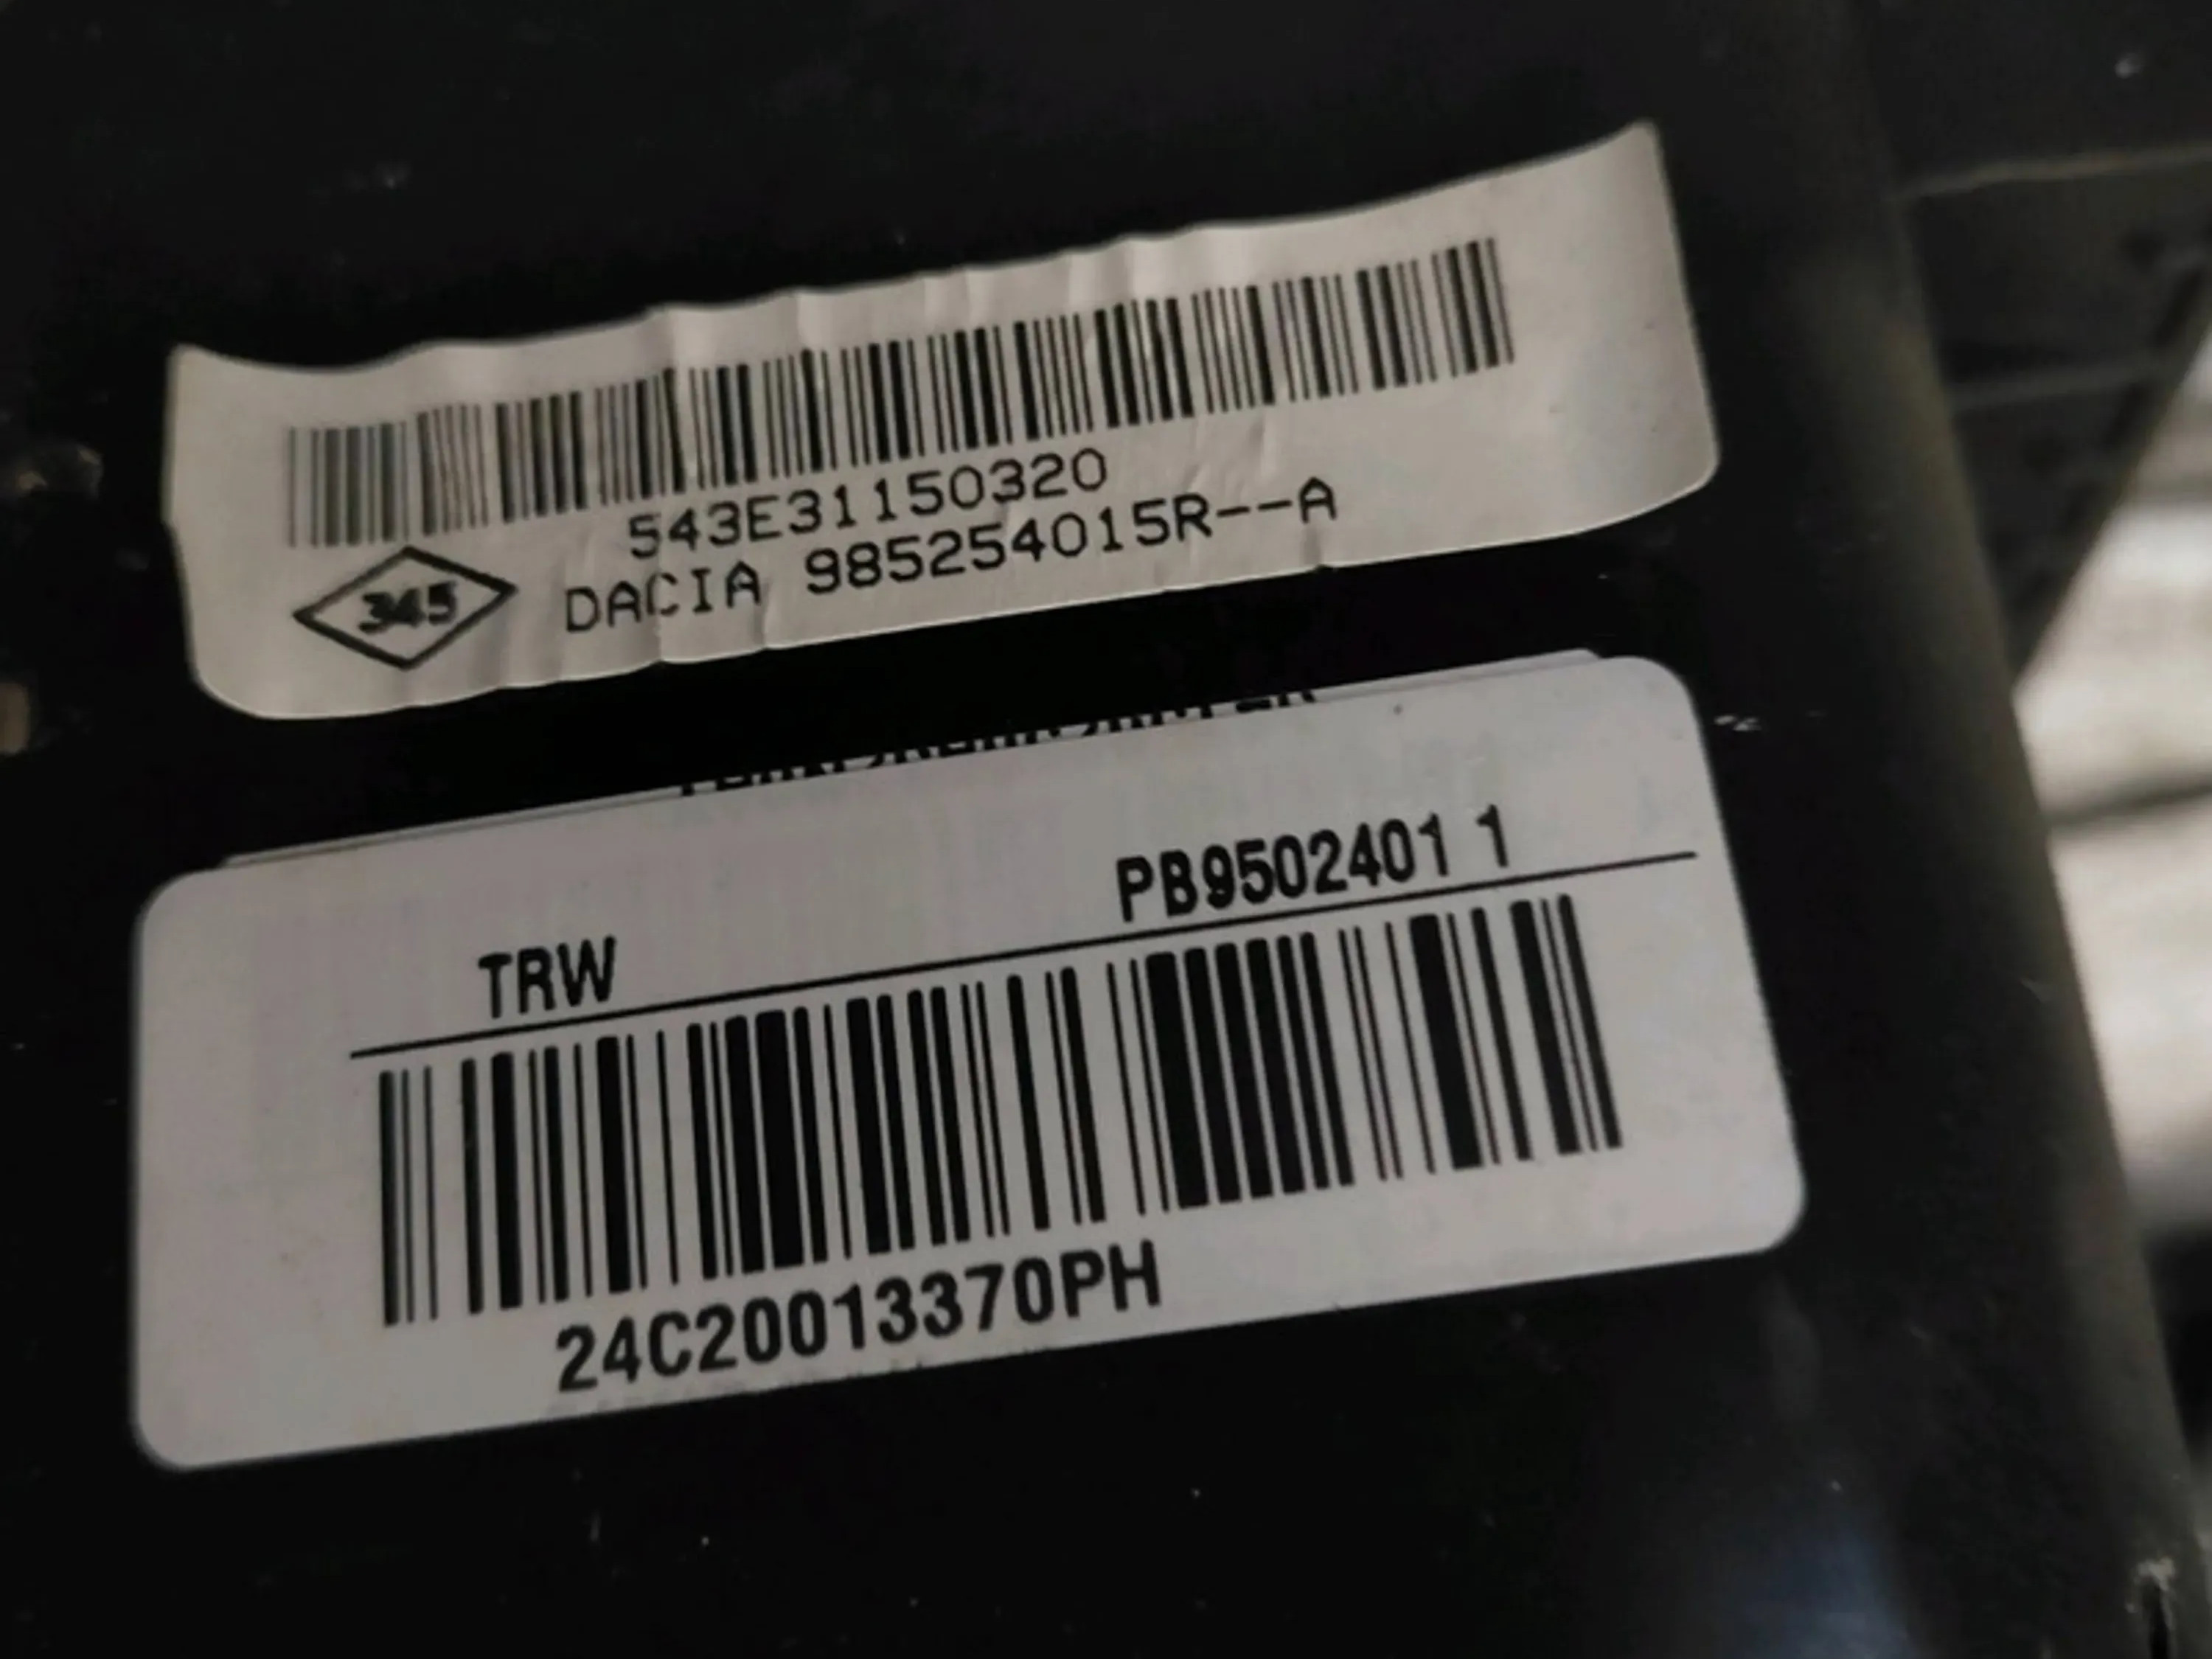 543E31150320
345 DACIA 985254015R--A
TRW PB9502401 1
24C20013370PH